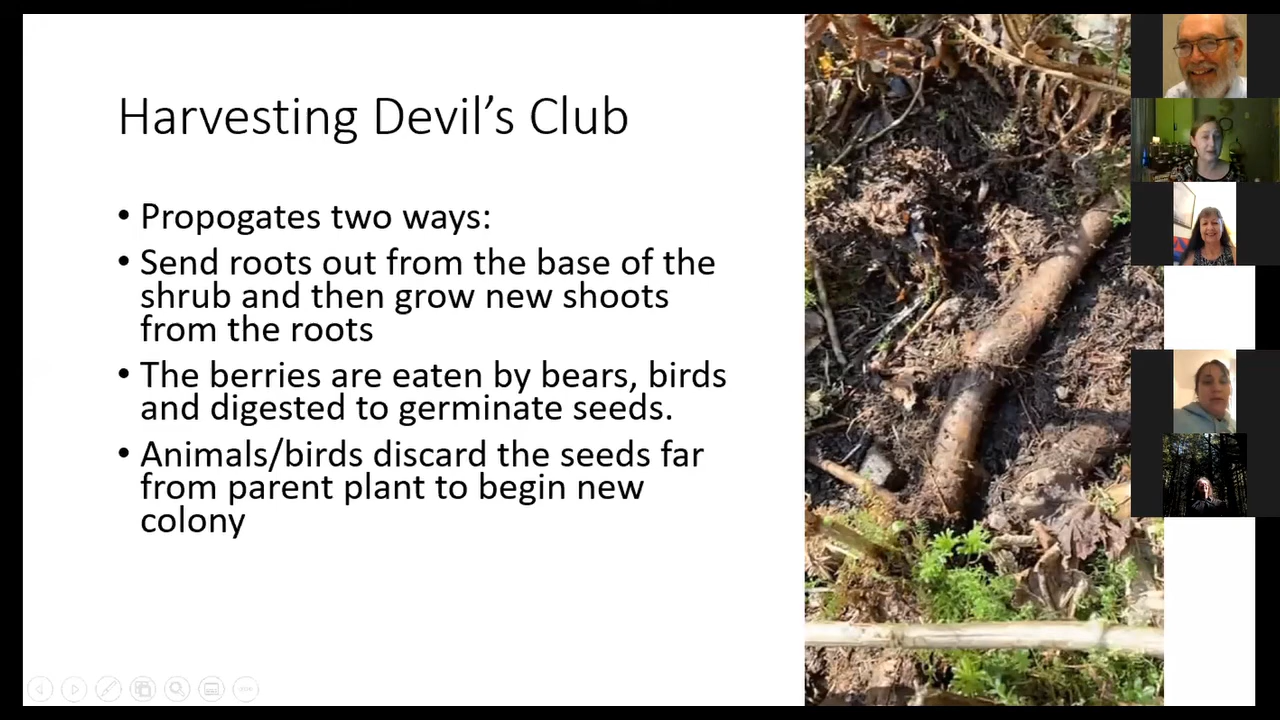 Harvesting Devil’s Club
• Propogates two ways:
• Send roots out from the base of the
shrub and then grow new shoots
from the roots
• The berries are eaten by bears, birds
and digested to germinate seeds.
• Animals/birds discard the seeds far
from parent plant to begin new
colony